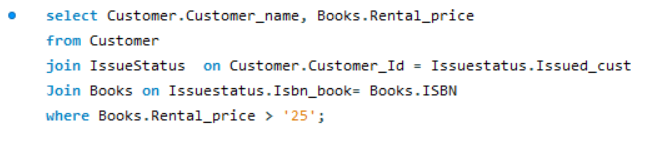 select Customer.Customer_name, Books.Rental_price
from Customer
join IssueStatus  on Customer.Customer_Id = Issuestatus.Issued_cust
Join Books on Issuestatus.Isbn_book= Books.ISBN
where Books.Rental_price > '25';